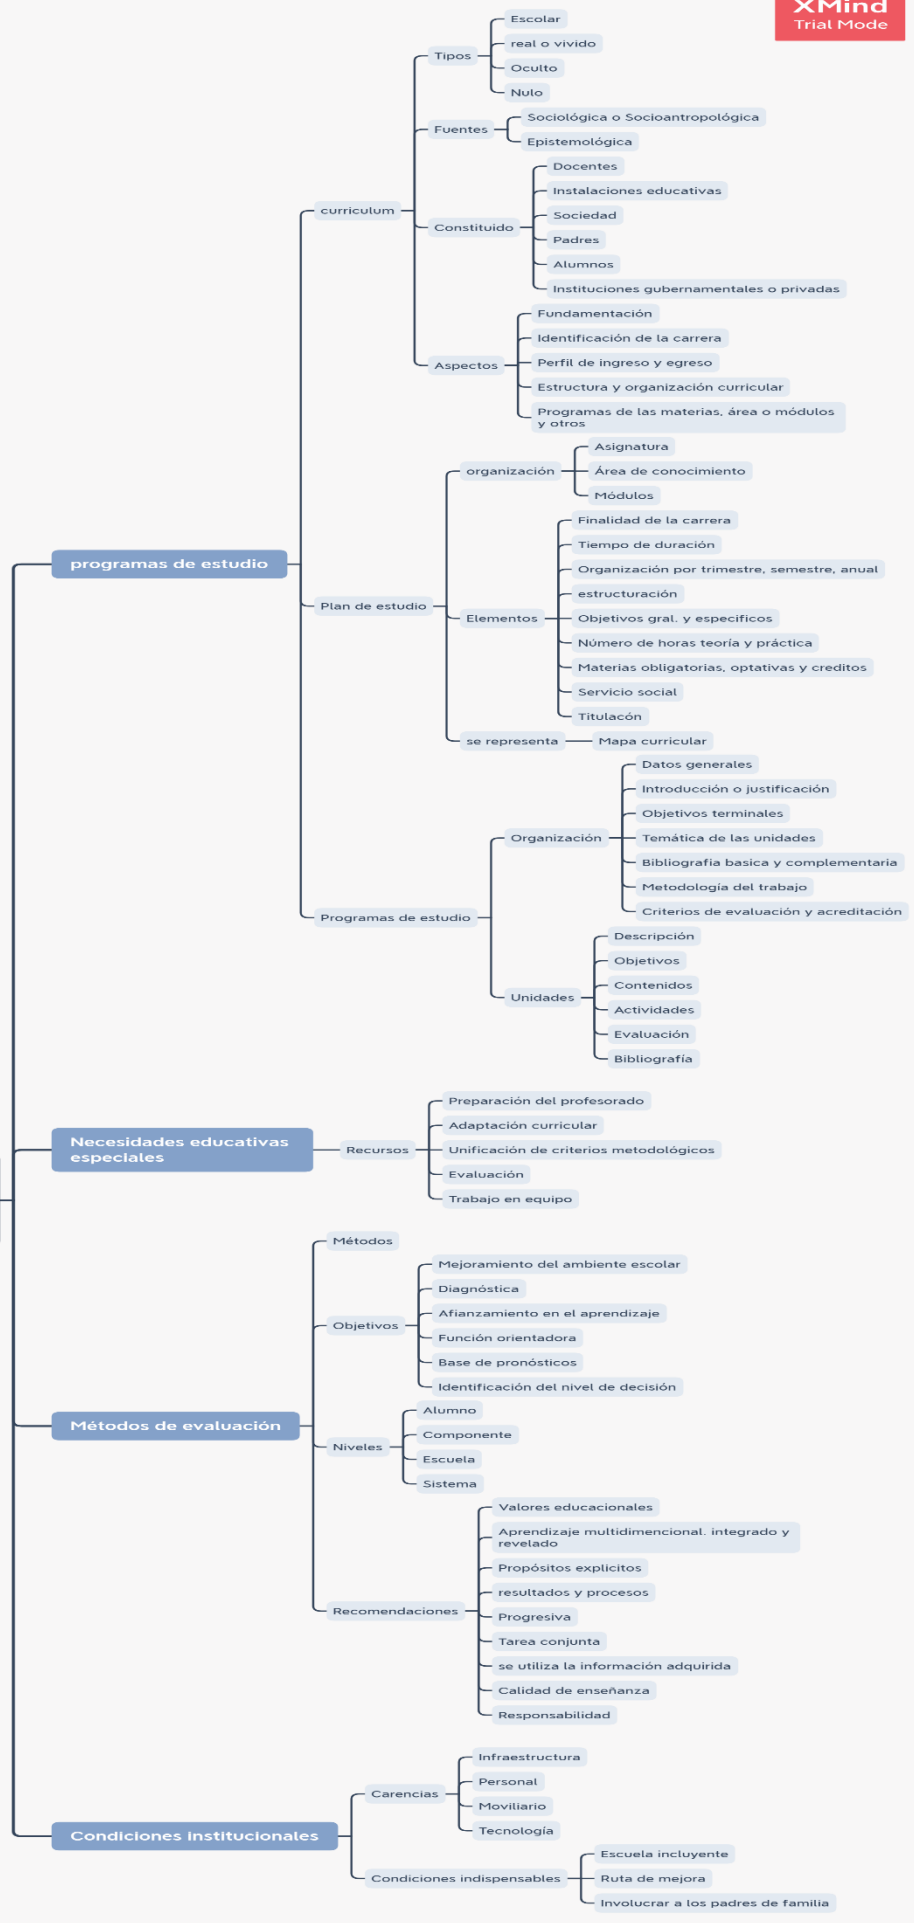 XMind
Trial Mode
Escolar
real o vivido
Tipos
Oculto
Nulo
Sociológica o Socioantropológica
Fuentes
Epistemológica
Docentes
Instalaciones educativas
curriculum
Sociedad
Constituido
Padres
Alumnos
Instituciones gubernamentales o privadas
Fundamentación
Identificación de la carrera
Aspectos
Perfil de ingreso y egreso
Estructura y organización curricular
Programas de las materias, área o módulos
y otros
Asignatura
organización
Área de conocimiento
Módulos
Finalidad de la carrera
Tiempo de duración
programas de estudio
Organización por trimestre, semestre, anual
estructuración
Plan de estudio
Elementos
Objetivos gral. y especificos
Número de horas teoría y práctica
Materias obligatorias, optativas y creditos
Servicio social
Titulacón
se representa
Mapa curricular
Datos generales
Introducción o justificación
Objetivos terminales
Organización
Temática de las unidades
Bibliografia basica y complementaria
Metodología del trabajo
Criterios de evaluación y acreditación
Programas de estudio
Descripción
Objetivos
Contenidos
Unidades
Actividades
Evaluación
Bibliografía
Preparación del profesorado
Adaptación curricular
Necesidades educativas
especiales
Recursos
Unificación de criterios metodológicos
Evaluación
Trabajo en equipo
Métodos
Mejoramiento del ambiente escolar
Diagnóstica
Afianzamiento en el aprendizaje
Objetivos
Función orientadora
Base de pronósticos
Identificación del nivel de decisión
Métodos de evaluación
Alumno
Componente
Niveles
Escuela
Sistema
Valores educacionales
Aprendizaje multidimencional. integrado y
revelado
Propósitos explicitos
resultados y procesos
Recomendaciones
Progresiva
Tarea conjunta
se utiliza la información adquirida
Calidad de enseñanza
Responsabilidad
Infraestructura
Personal
Carencias
Moviliario
Tecnología
Condiciones institucionales
Escuela incluyente
Condiciones indispensables
Ruta de mejora
Involucrar a los padres de familia